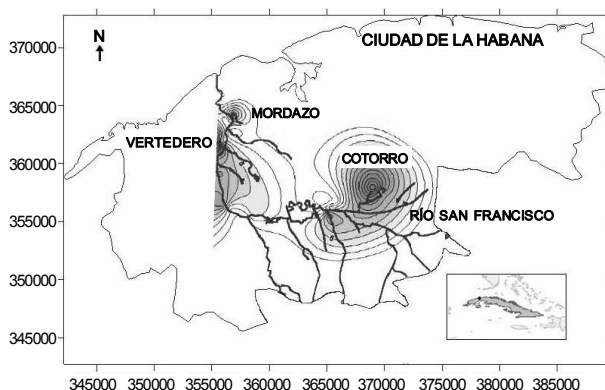 370000
365000
360000
355000
350000
345000
N
CIUDAD DE LA HABANA
MORDAZO
VERTEDERO
COTORRO
RÍO SAN FRANCISCO
345000 350000 355000 360000 365000 370000 375000 380000 385000